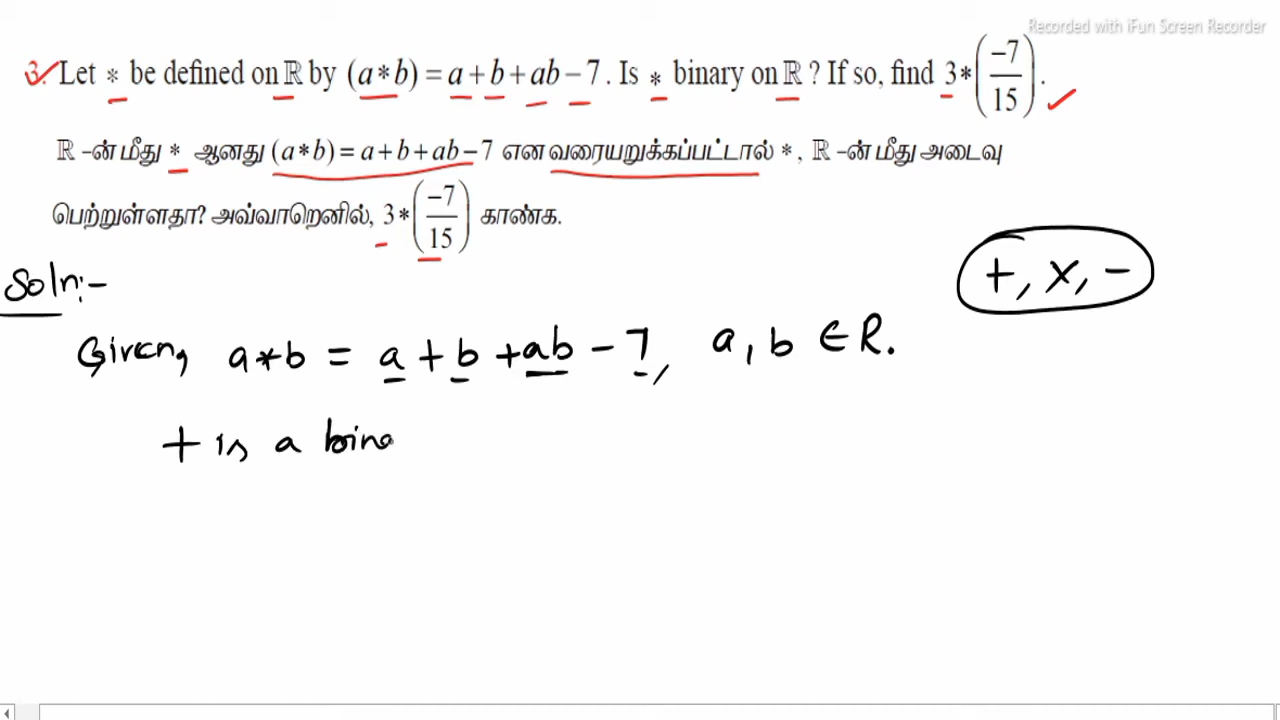 Recorded with iFun Screen Recorder
3. Let * be defined on ℝ by (a*b) = a + b + ab − 7. Is * binary on ℝ? If so, find 3*(−7/15).
ℝ -ன் மீது * ஆனது (a*b) = a + b + ab − 7 என வரையறுக்கப்பட்டால் *, ℝ -ன் மீது அடைவு
பெற்றுள்ளதா? அவ்வாறெனில், 3*(−7/15) காண்க.
+, x, −
Soln:-
Given, a*b = a + b + ab − 7, a, b ∈ R.
+ is a bina